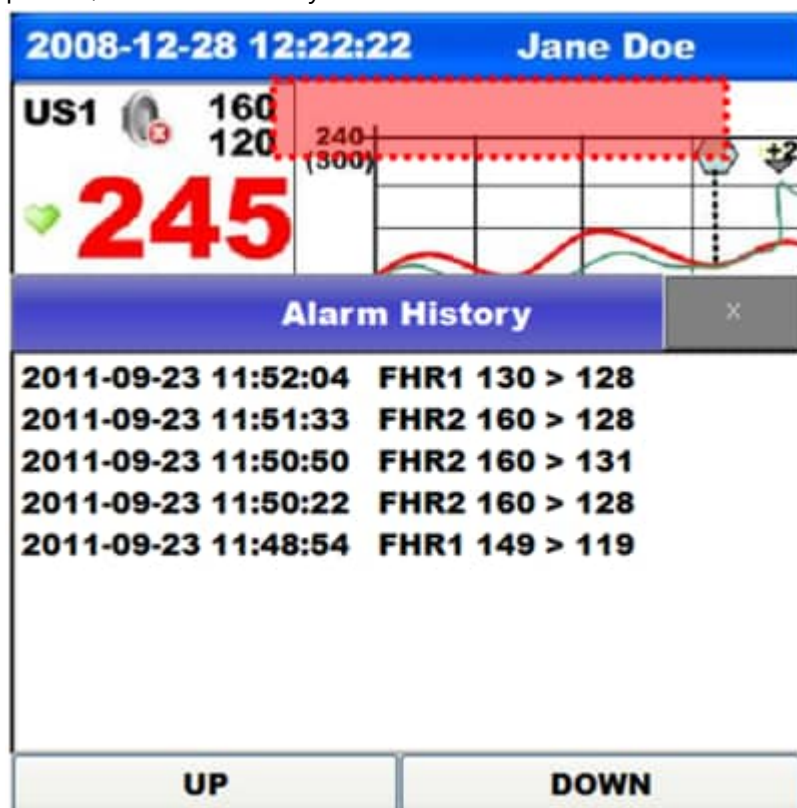 2008-12-28 12:22:22 Jane Doe
US1 160
120
240
(300)
+2
245
Alarm History x
2011-09-23 11:52:04 FHR1 130 > 128
2011-09-23 11:51:33 FHR2 160 > 128
2011-09-23 11:50:50 FHR2 160 > 131
2011-09-23 11:50:22 FHR2 160 > 128
2011-09-23 11:48:54 FHR1 149 > 119
UP DOWN